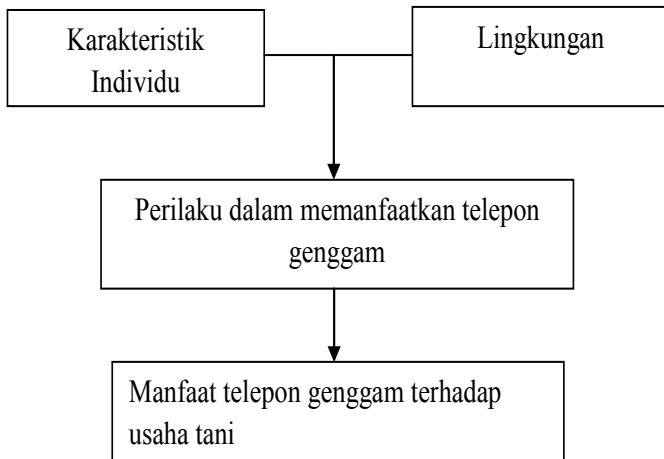 Karakteristik
Individu
Lingkungan
Perilaku dalam memanfaatkan telepon
genggam
Manfaat telepon genggam terhadap
usaha tani